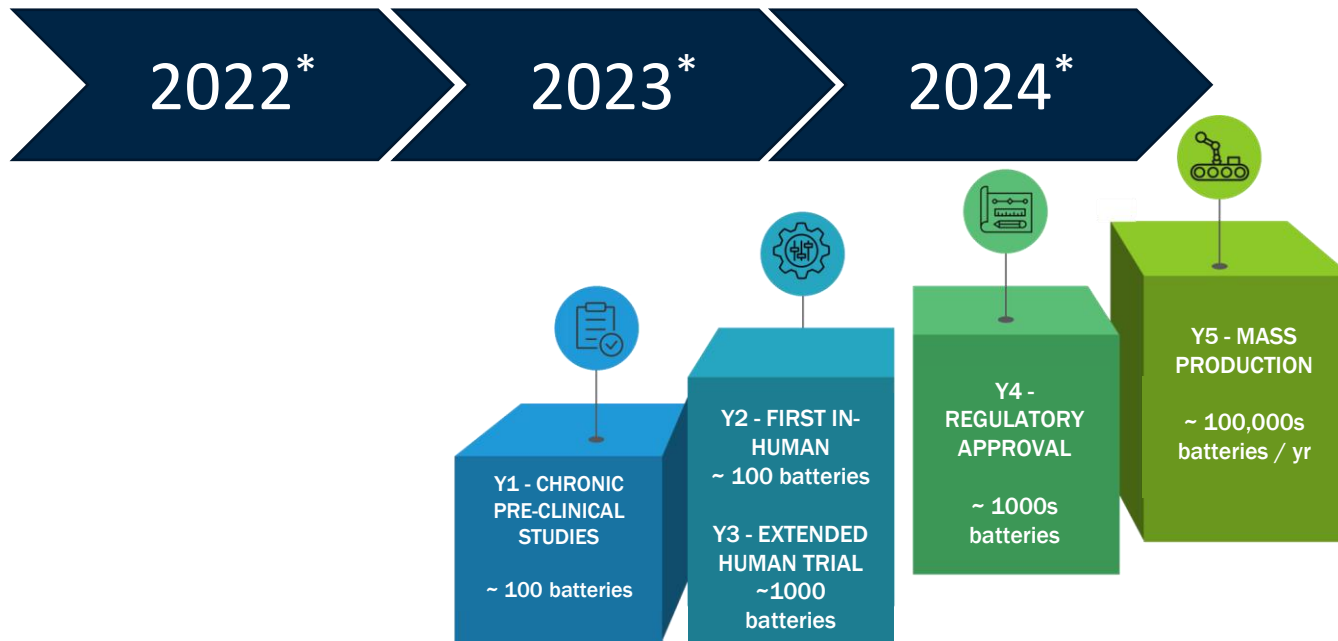 2022*
2023*
2024*
Y1 - CHRONIC
PRE-CLINICAL
STUDIES
~ 100 batteries
Y2 - FIRST IN-
HUMAN
~ 100 batteries
Y3 - EXTENDED
HUMAN TRIAL
~1000
batteries
Y4 -
REGULATORY
APPROVAL
~ 1000s
batteries
Y5 - MASS
PRODUCTION
~ 100,000s
batteries / yr